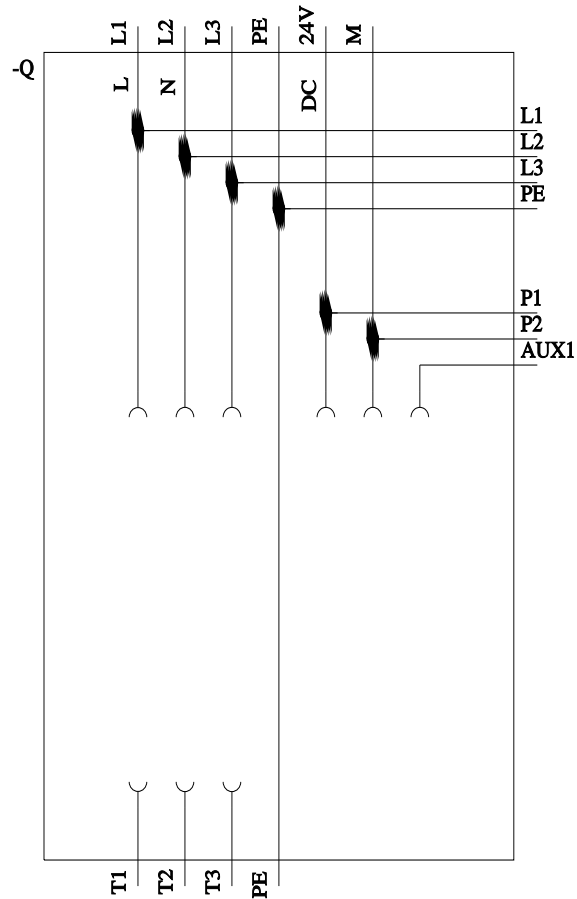 L1 L2 L3 PE 24V M
-Q
L N DC
L1
L2
L3
PE
P1
P2
AUX1
T1 T2 T3 PE